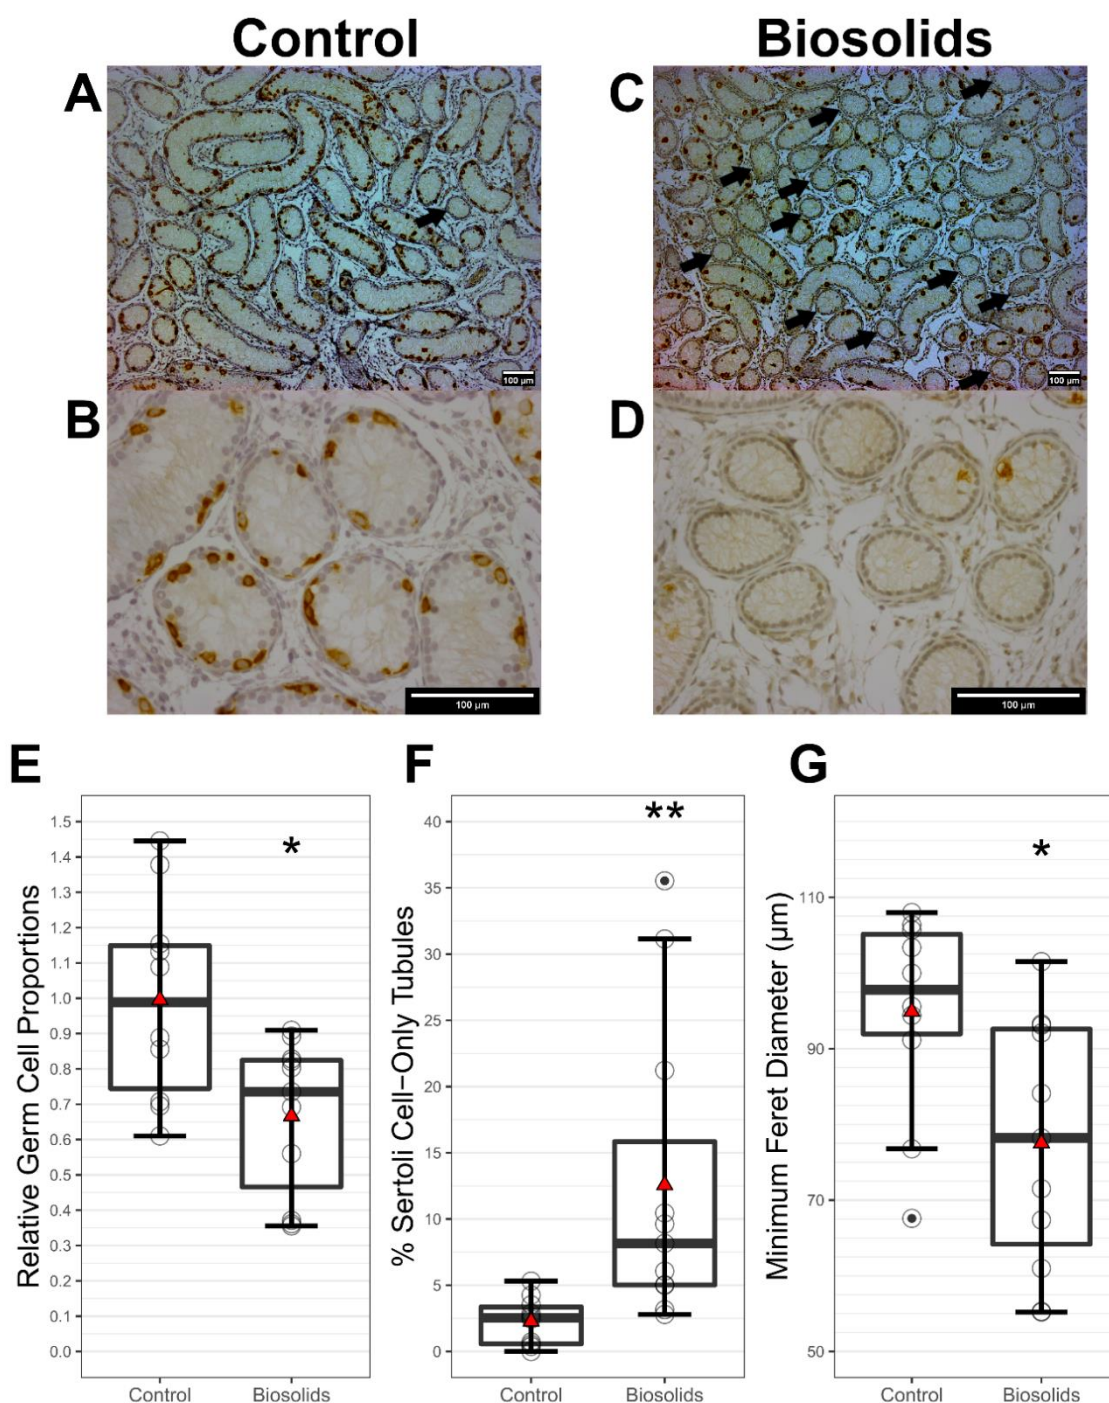 Control
Biosolids
A
C
100 µm
100 µm
B
D
100 µm
100 µm
E
F
G
Relative Germ Cell Proportions
1.5
1.4
1.3
1.2
1.1
1.0
0.9
0.8
0.7
0.6
0.5
0.4
0.3
0.2
0.1
0.0
*
Control
Biosolids
% Sertoli Cell-Only Tubules
40
35
30
25
20
15
10
5
0
**
Control
Biosolids
Minimum Feret Diameter (µm)
110
90
70
50
*
Control
Biosolids